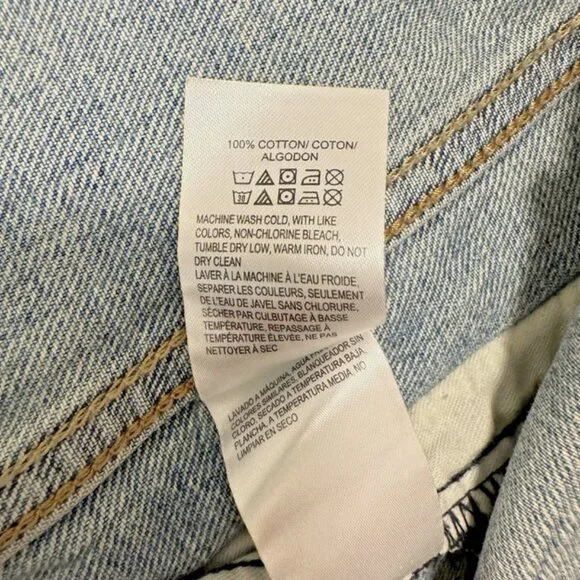 100% COTTON/ COTON/
ALGODON
30
MACHINE WASH COLD, WITH LIKE
COLORS, NON-CHLORINE BLEACH,
TUMBLE DRY LOW, WARM IRON, DO NOT
DRY CLEAN
LAVER À LA MACHINE À L'EAU FROIDE,
SEPARER LES COULEURS, SEULEMENT
DE L'EAU DE JAVEL SANS CHLORURE,
SÉCHER PAR CULBUTAGE À BASSE
TEMPÉRATURE, REPASSAGE À
TEMPÉRATURE ÉLEVÉE, NE PAS
NETTOYER À SEC
LAVADO A MAQUINA, AGUA
COLORES SIMILARES, BLANQUEADOR SIN
CLORO, SECADO A TEMPERATURA BAJA,
PLANCHA, A TEMPERATURA MEDIA, NO
LIMPIAR EN SECO